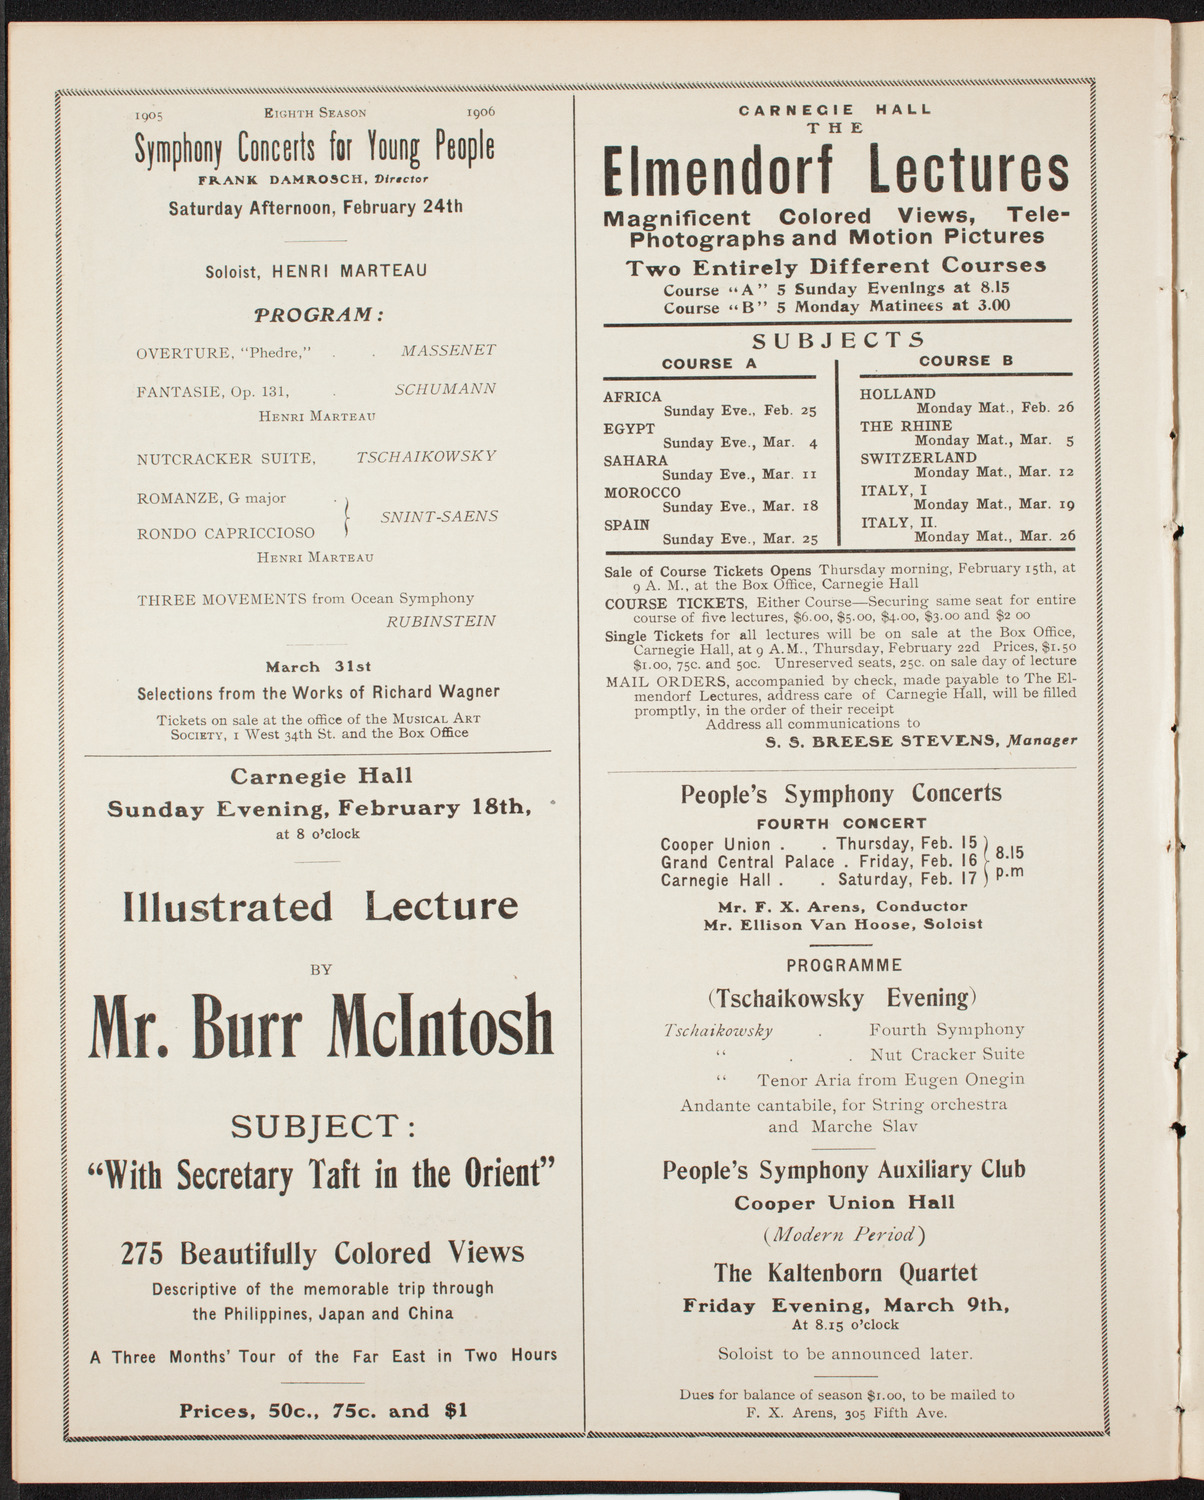 1905 EIGHTH SEASON 1906
Symphony Concerts for Young People
FRANK DAMROSCH, Director
Saturday Afternoon, February 24th
Soloist, HENRI MARTEAU
PROGRAM:
OVERTURE, "Phedre," . . MASSENET
FANTASIE, Op. 131, . SCHUMANN
HENRI MARTEAU
NUTCRACKER SUITE, TSCHAIKOWSKY
ROMANZE, G major .
SNINT-SAENS
RONDO CAPRICCIOSO
HENRI MARTEAU
THREE MOVEMENTS from Ocean Symphony
RUBINSTEIN
March 31st
Selections from the Works of Richard Wagner
Tickets on sale at the office of the MUSICAL ART
SOCIETY, 1 West 34th St. and the Box Office
Carnegie Hall
Sunday Evening, February 18th,
at 8 o'clock
Illustrated Lecture
BY
Mr. Burr McIntosh
SUBJECT:
"With Secretary Taft in the Orient"
275 Beautifully Colored Views
Descriptive of the memorable trip through
the Philippines, Japan and China
A Three Months' Tour of the Far East in Two Hours
Prices, 50c., 75c. and $1
CARNEGIE HALL
THE
Elmendorf Lectures
Magnificent Colored Views, Tele-
Photographs and Motion Pictures
Two Entirely Different Courses
Course "A" 5 Sunday Evenings at 8.15
Course "B" 5 Monday Matinees at 3.00
SUBJECTS
COURSE A
AFRICA
Sunday Eve., Feb. 25
EGYPT
Sunday Eve., Mar. 4
SAHARA
Sunday Eve., Mar. 11
MOROCCO
Sunday Eve., Mar. 18
SPAIN
Sunday Eve., Mar. 25
COURSE B
HOLLAND
Monday Mat., Feb. 26
THE RHINE
Monday Mat., Mar. 5
SWITZERLAND
Monday Mat., Mar. 12
ITALY, I
Monday Mat., Mar. 19
ITALY, II.
Monday Mat., Mar. 26
Sale of Course Tickets Opens Thursday morning, February 15th, at
9 A. M., at the Box Office, Carnegie Hall
COURSE TICKETS, Either Course—Securing same seat for entire
course of five lectures, $6.00, $5.00, $4.00, $3.00 and $2 00
Single Tickets for all lectures will be on sale at the Box Office,
Carnegie Hall, at 9 A.M., Thursday, February 22d Prices, $1.50
$1.00, 75c. and 50c. Unreserved seats, 25c. on sale day of lecture
MAIL ORDERS, accompanied by check, made payable to The El-
mendorf Lectures, address care of Carnegie Hall, will be filled
promptly, in the order of their receipt
Address all communications to
S. S. BREESE STEVENS, Manager
People's Symphony Concerts
FOURTH CONCERT
Cooper Union . . Thursday, Feb. 15
Grand Central Palace . Friday, Feb. 16
Carnegie Hall . . Saturday, Feb. 17
8.15
p.m
Mr. F. X. Arens, Conductor
Mr. Ellison Van Hoose, Soloist
PROGRAMME
(Tschaikowsky Evening)
Tschaikowsky . Fourth Symphony
" . . Nut Cracker Suite
" Tenor Aria from Eugen Onegin
Andante cantabile, for String orchestra
and Marche Slav
People's Symphony Auxiliary Club
Cooper Union Hall
(Modern Period)
The Kaltenborn Quartet
Friday Evening, March 9th,
At 8.15 o'clock
Soloist to be announced later.
Dues for balance of season $1.00, to be mailed to
F. X. Arens, 305 Fifth Ave.